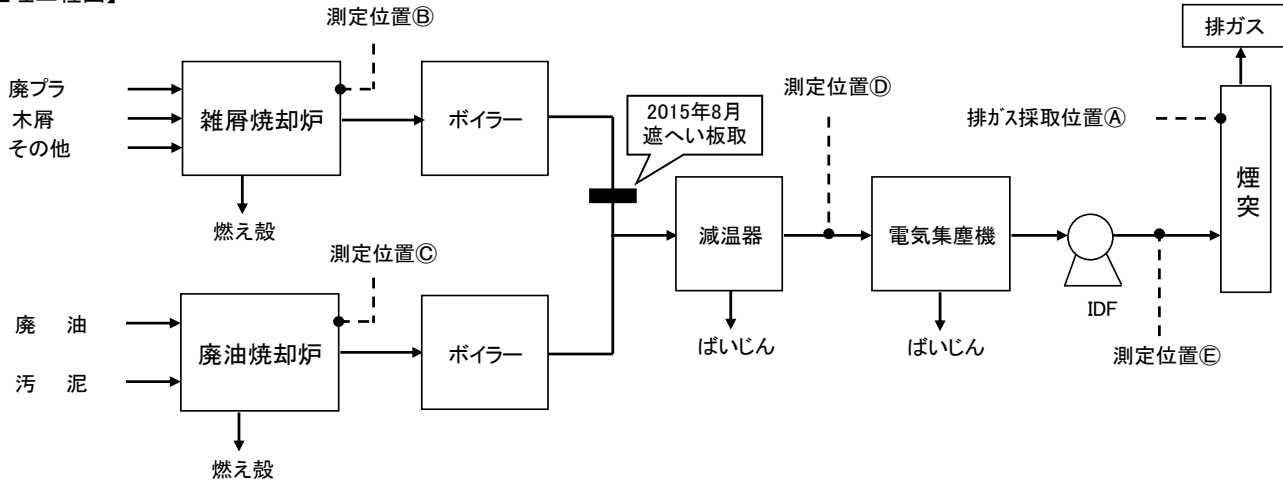 測定位置Ⓑ
排ガス
廃プラ
木屑
その他
雑屑焼却炉
ボイラー
2015年8月
遮へい板取
測定位置Ⓓ
排ガス採取位置Ⓐ
煙突
燃え殻
減温器
電気集塵機
測定位置Ⓒ
IDF
廃 油
汚 泥
廃油焼却炉
ボイラー
ばいじん
ばいじん
測定位置Ⓔ
燃え殻